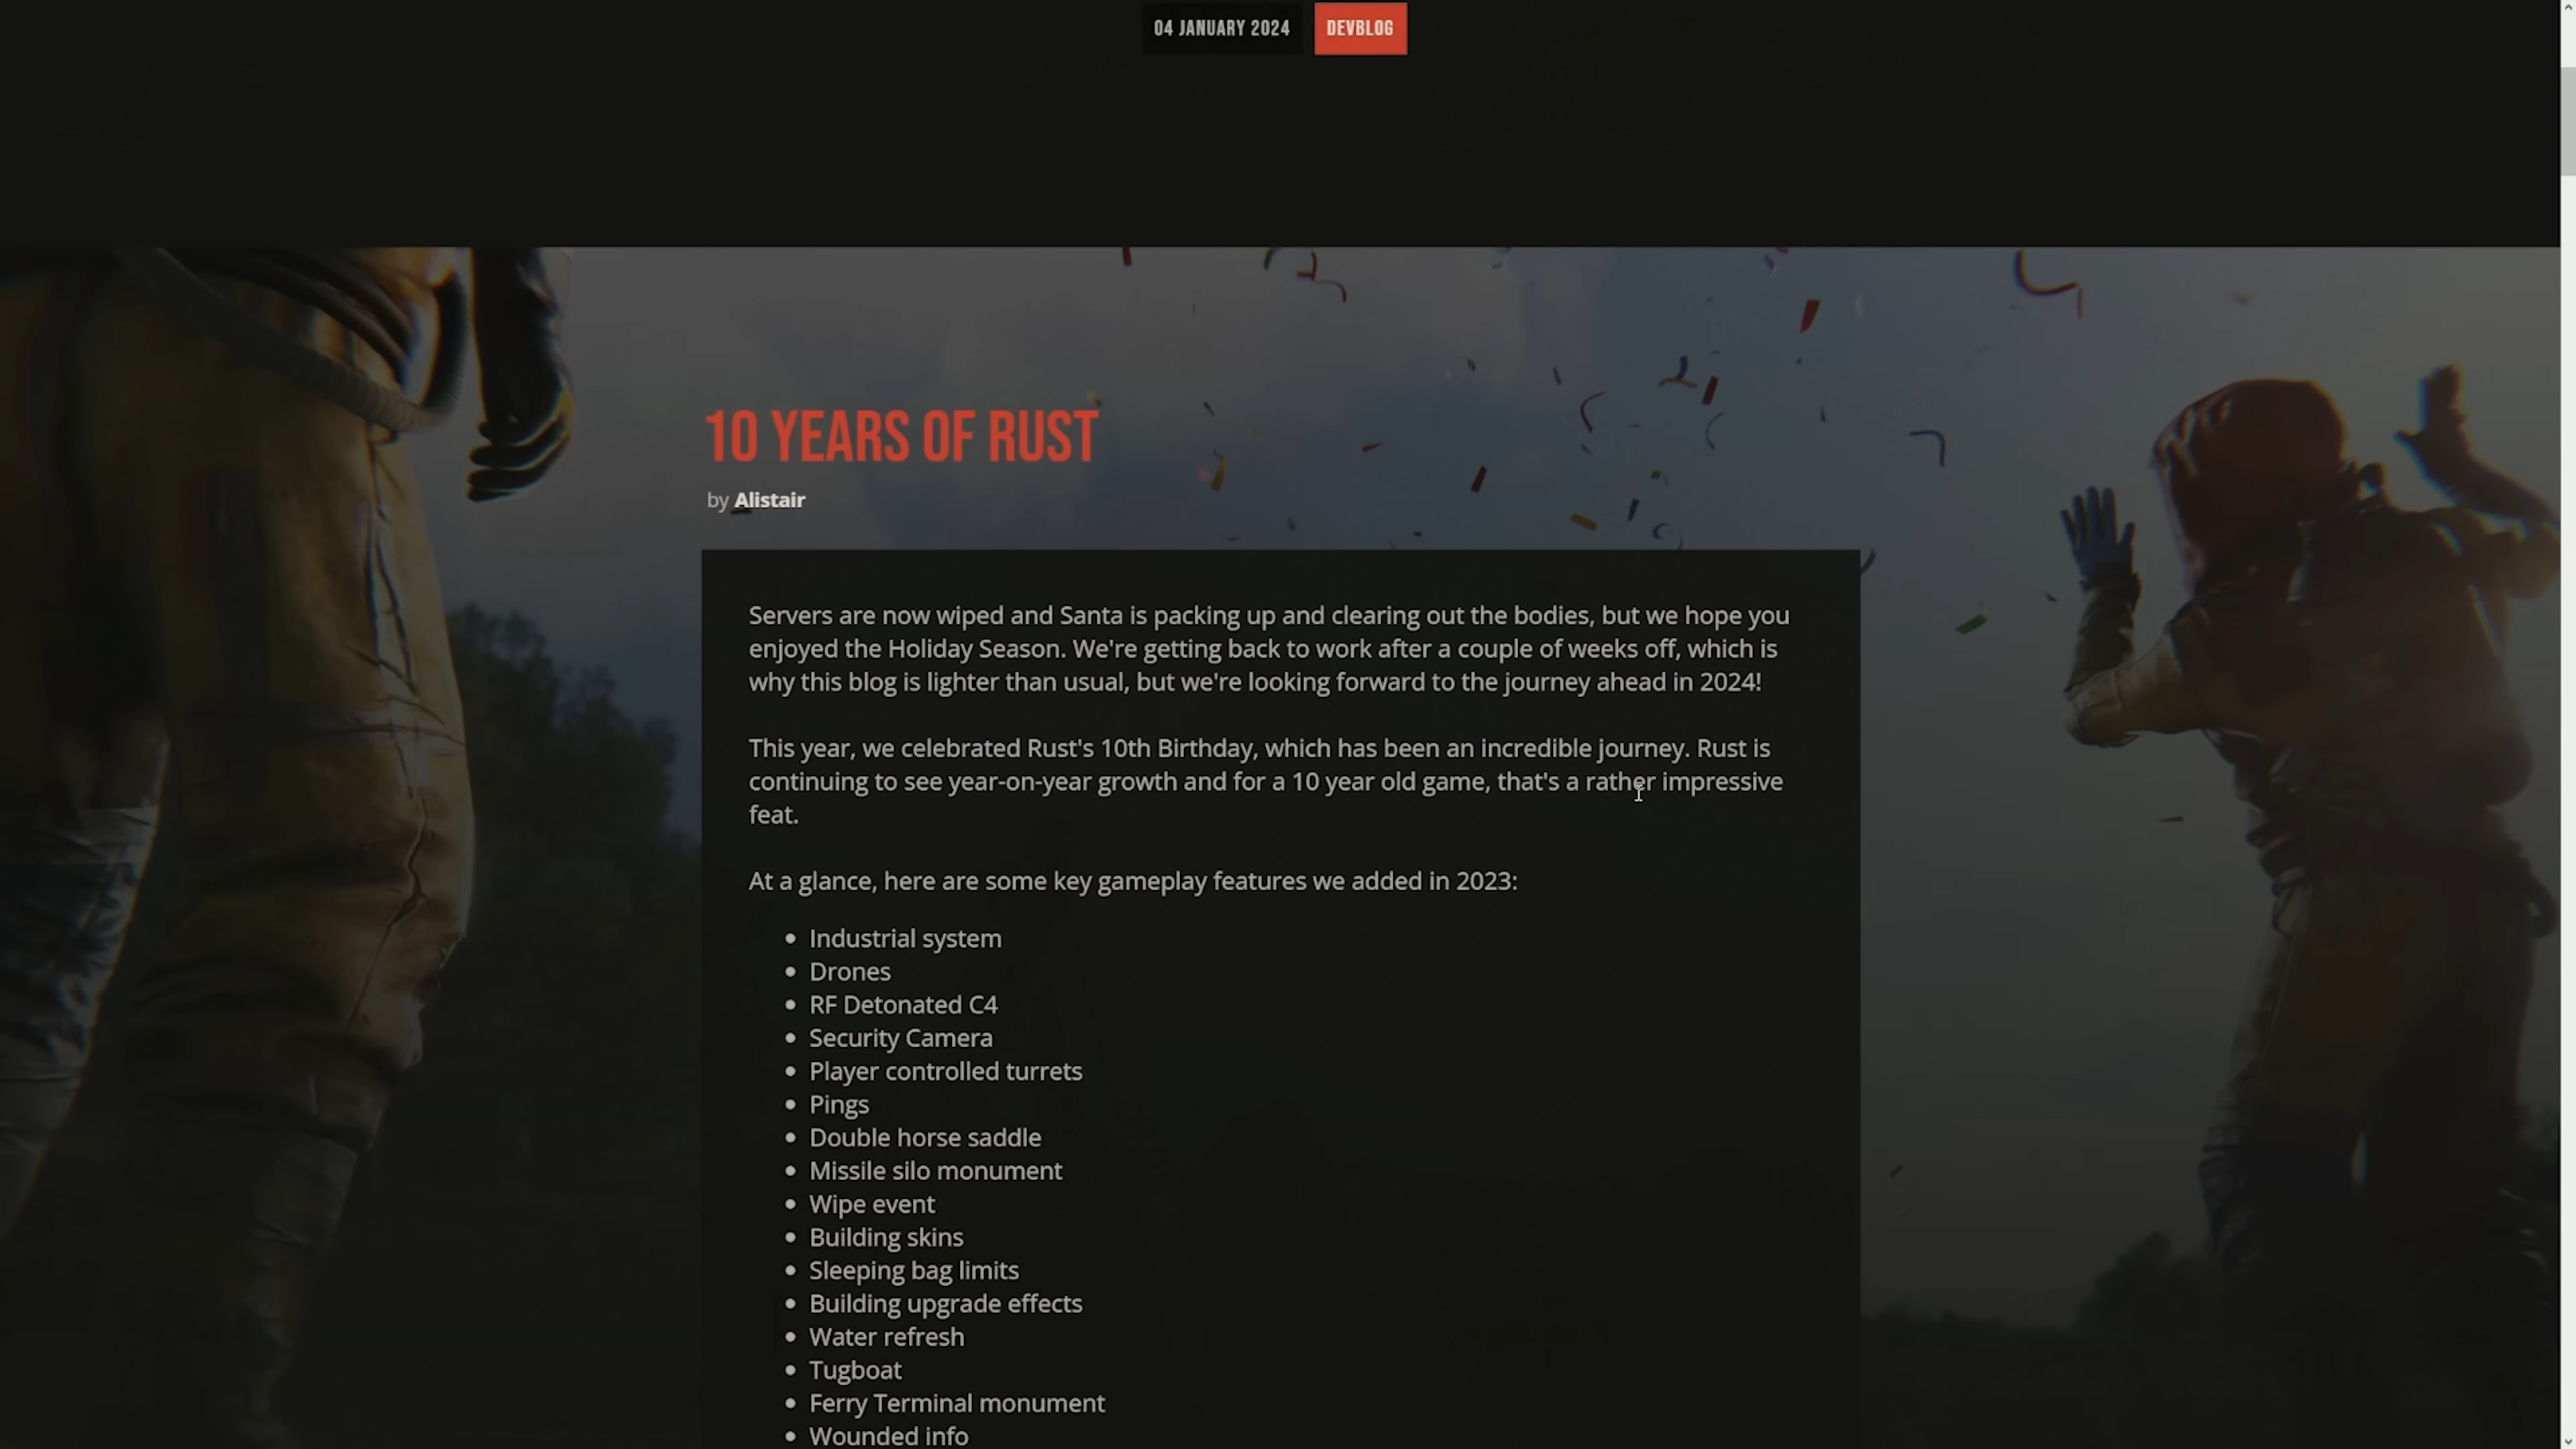 04 JANUARY 2024 DEVBLOG
10 YEARS OF RUST
by Alistair
Servers are now wiped and Santa is packing up and clearing out the bodies, but we hope you
enjoyed the Holiday Season. We're getting back to work after a couple of weeks off, which is
why this blog is lighter than usual, but we're looking forward to the journey ahead in 2024!
This year, we celebrated Rust's 10th Birthday, which has been an incredible journey. Rust is
continuing to see year-on-year growth and for a 10 year old game, that's a rather impressive
feat.
At a glance, here are some key gameplay features we added in 2023:
• Industrial system
• Drones
• RF Detonated C4
• Security Camera
• Player controlled turrets
• Pings
• Double horse saddle
• Missile silo monument
• Wipe event
• Building skins
• Sleeping bag limits
• Building upgrade effects
• Water refresh
• Tugboat
• Ferry Terminal monument
• Wounded info